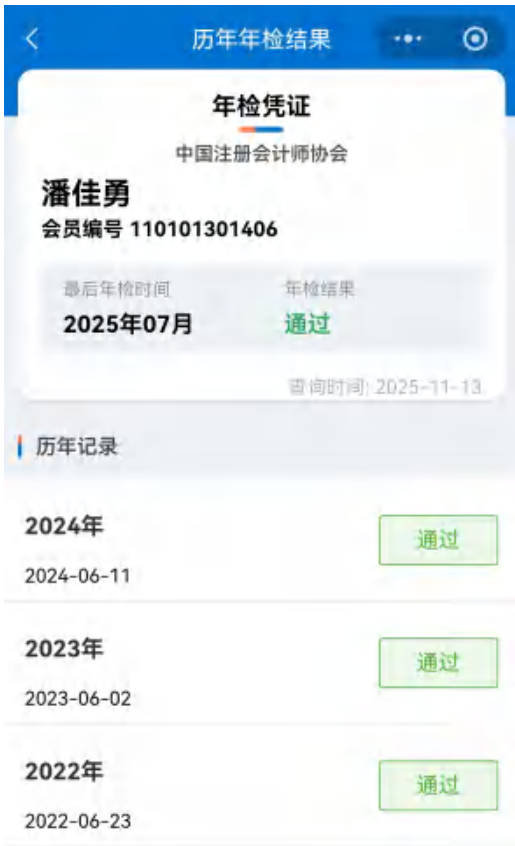 历年年检结果
年检凭证
中国注册会计师协会
潘佳勇
会员编号 110101301406
最后年检时间 年检结果
2025年07月 通过
查询时间: 2025-11-13
历年记录
2024年
通过
2024-06-11
2023年
通过
2023-06-02
2022年
通过
2022-06-23